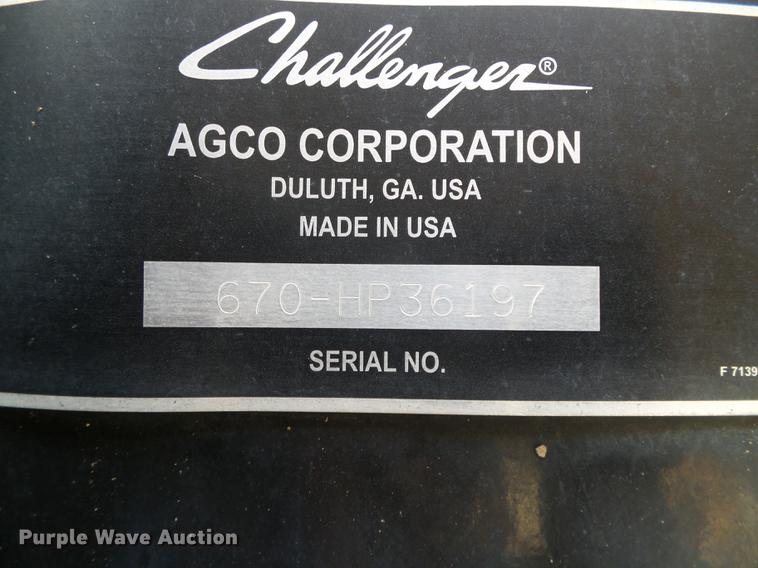 Challenger®
AGCO CORPORATION
DULUTH, GA. USA
MADE IN USA
670-HP36197
SERIAL NO.
F 7139
Purple Wave Auction